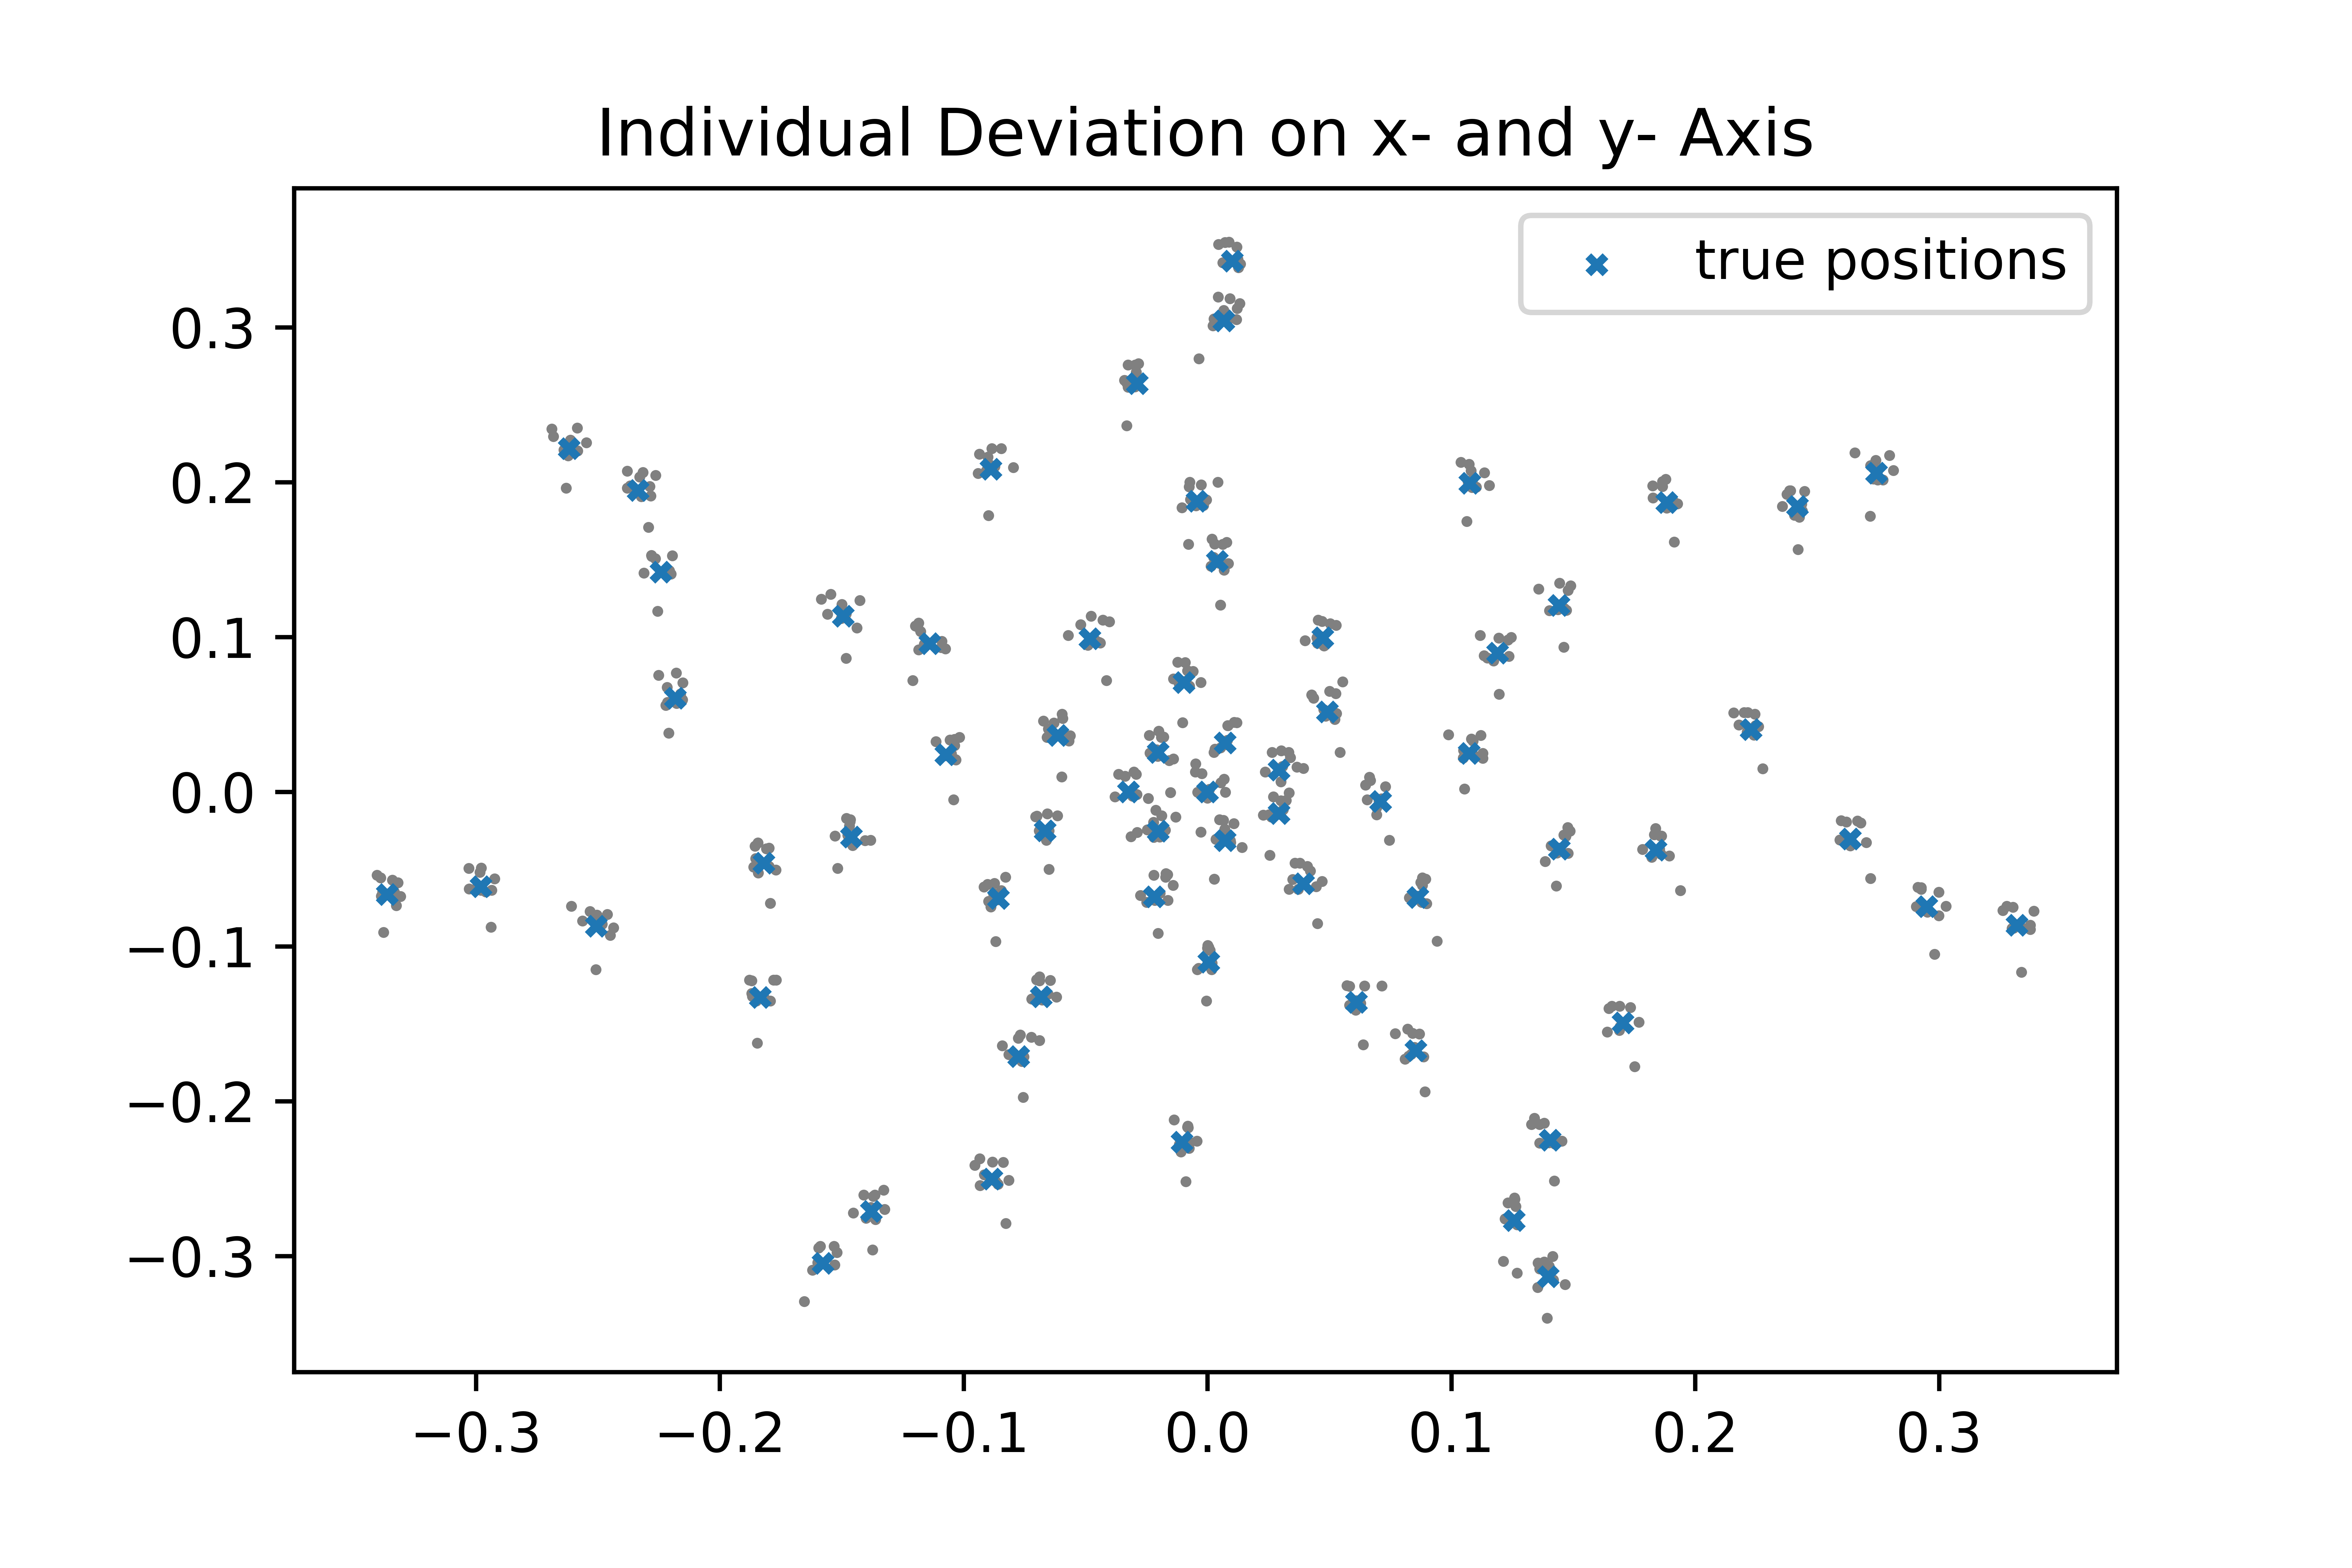 Individual Deviation on x- and y- Axis
true positions
0.3
0.2
0.1
0.0
−0.1
−0.2
−0.3
−0.3 −0.2 −0.1 0.0 0.1 0.2 0.3